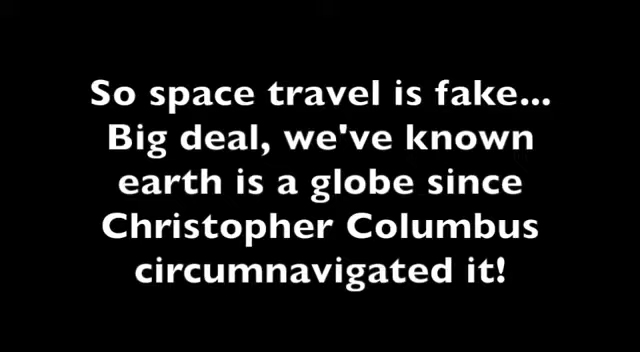 So space travel is fake...
Big deal, we've known
earth is a globe since
Christopher Columbus
circumnavigated it!